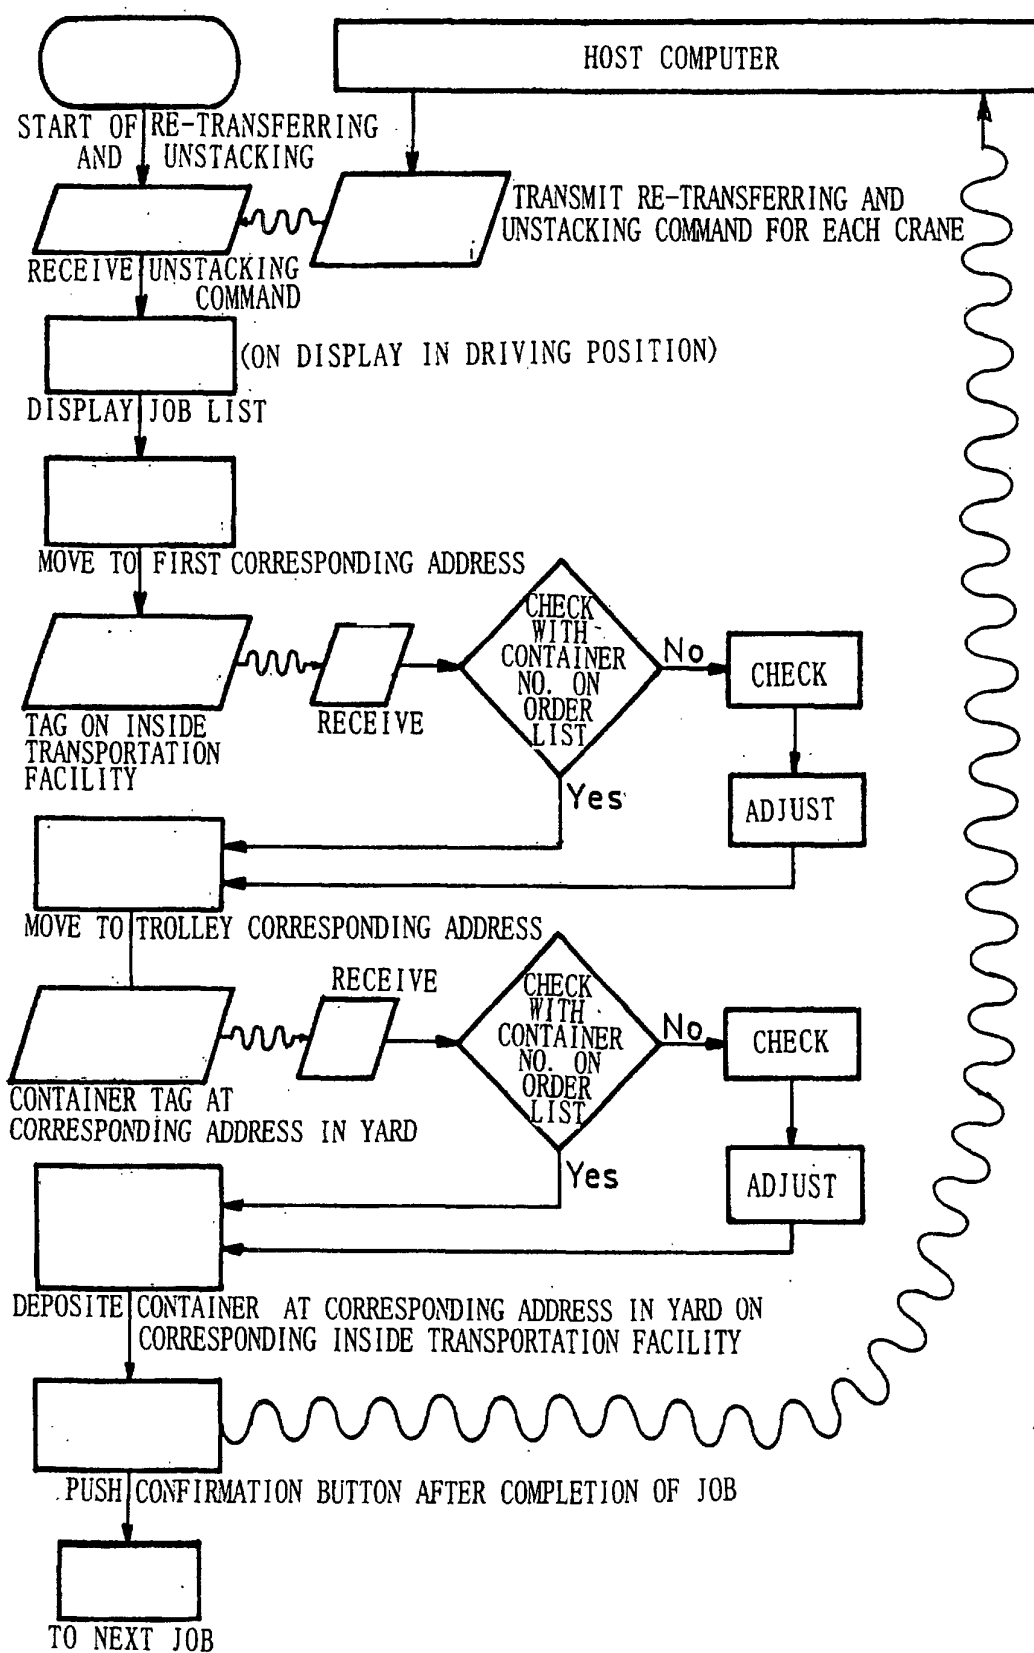 HOST COMPUTER
START OF RE-TRANSFERRING
AND UNSTACKING
TRANSMIT RE-TRANSFERRING AND
UNSTACKING COMMAND FOR EACH CRANE
RECEIVE UNSTACKING
COMMAND
(ON DISPLAY IN DRIVING POSITION)
DISPLAY JOB LIST
MOVE TO FIRST CORRESPONDING ADDRESS
CHECK
WITH
CONTAINER
NO. ON
ORDER
LIST
No
CHECK
RECEIVE
TAG ON INSIDE
TRANSPORTATION
FACILITY
Yes
ADJUST
MOVE TO TROLLEY CORRESPONDING ADDRESS
RECEIVE
CHECK
WITH
CONTAINER
NO. ON
ORDER
LIST
No
CHECK
CONTAINER TAG AT
CORRESPONDING ADDRESS IN YARD
Yes
ADJUST
DEPOSITE CONTAINER AT CORRESPONDING ADDRESS IN YARD ON
CORRESPONDING INSIDE TRANSPORTATION FACILITY
PUSH CONFIRMATION BUTTON AFTER COMPLETION OF JOB
TO NEXT JOB